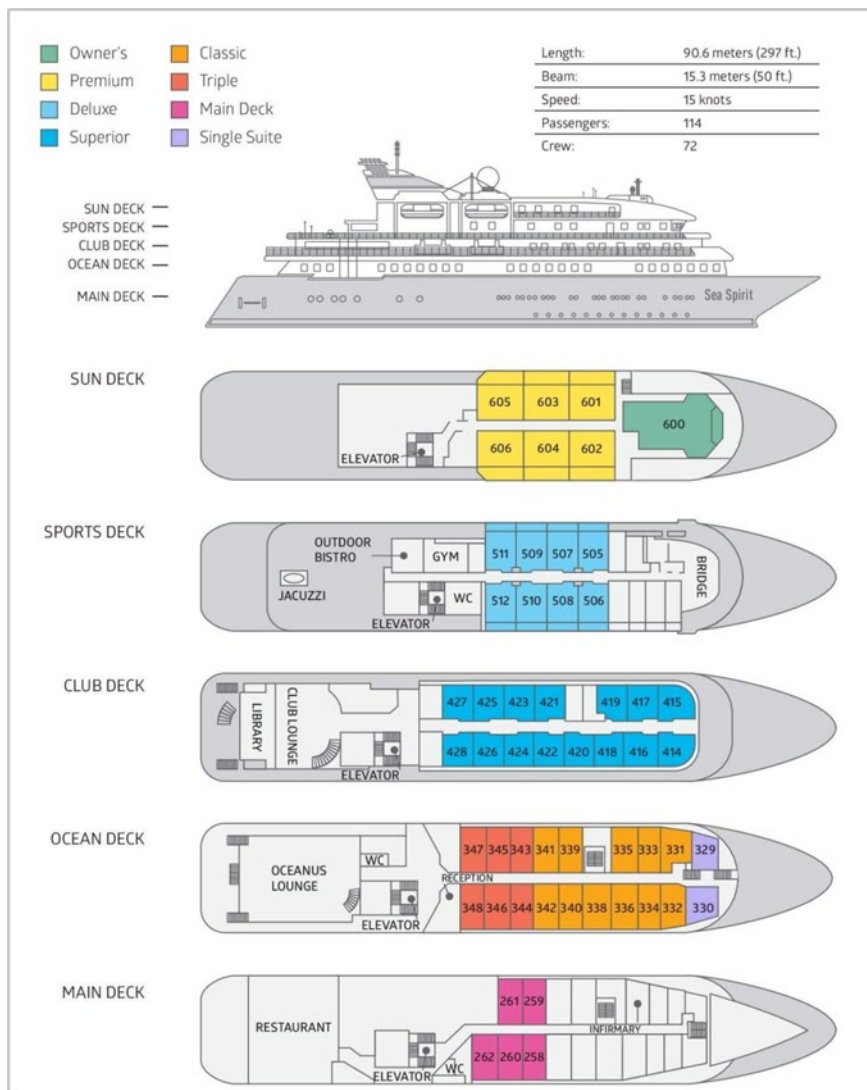 Owner's
Premium
Deluxe
Superior
Classic
Triple
Main Deck
Single Suite
Length: 90.6 meters (297 ft.)
Beam: 15.3 meters (50 ft.)
Speed: 15 knots
Passengers: 114
Crew: 72
SUN DECK
SPORTS DECK
CLUB DECK
OCEAN DECK
MAIN DECK
Sea Spirit
SUN DECK
605 603 601
600
606 604 602
ELEVATOR
SPORTS DECK
OUTDOOR
BISTRO
GYM
511 509 507 505
BRIDGE
JACUZZI
WC
512 510 508 506
ELEVATOR
CLUB DECK
LIBRARY
CLUB LOUNGE
427 425 423 421 419 417 415
428 426 424 422 420 418 416 414
ELEVATOR
OCEAN DECK
OCEANUS
LOUNGE
WC
347 345 343 341 339 335 333 331 329
RECEPTION
348 346 344 342 340 338 336 334 332 330
ELEVATOR
MAIN DECK
RESTAURANT
261 259
INFIRMARY
262 260 258
WC
ELEVATOR